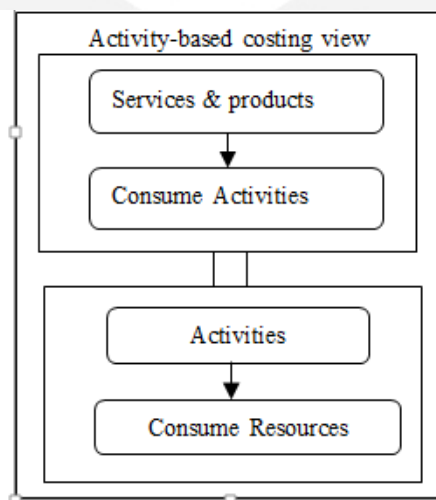 Activity-based costing view
Services & products
Consume Activities
Activities
Consume Resources